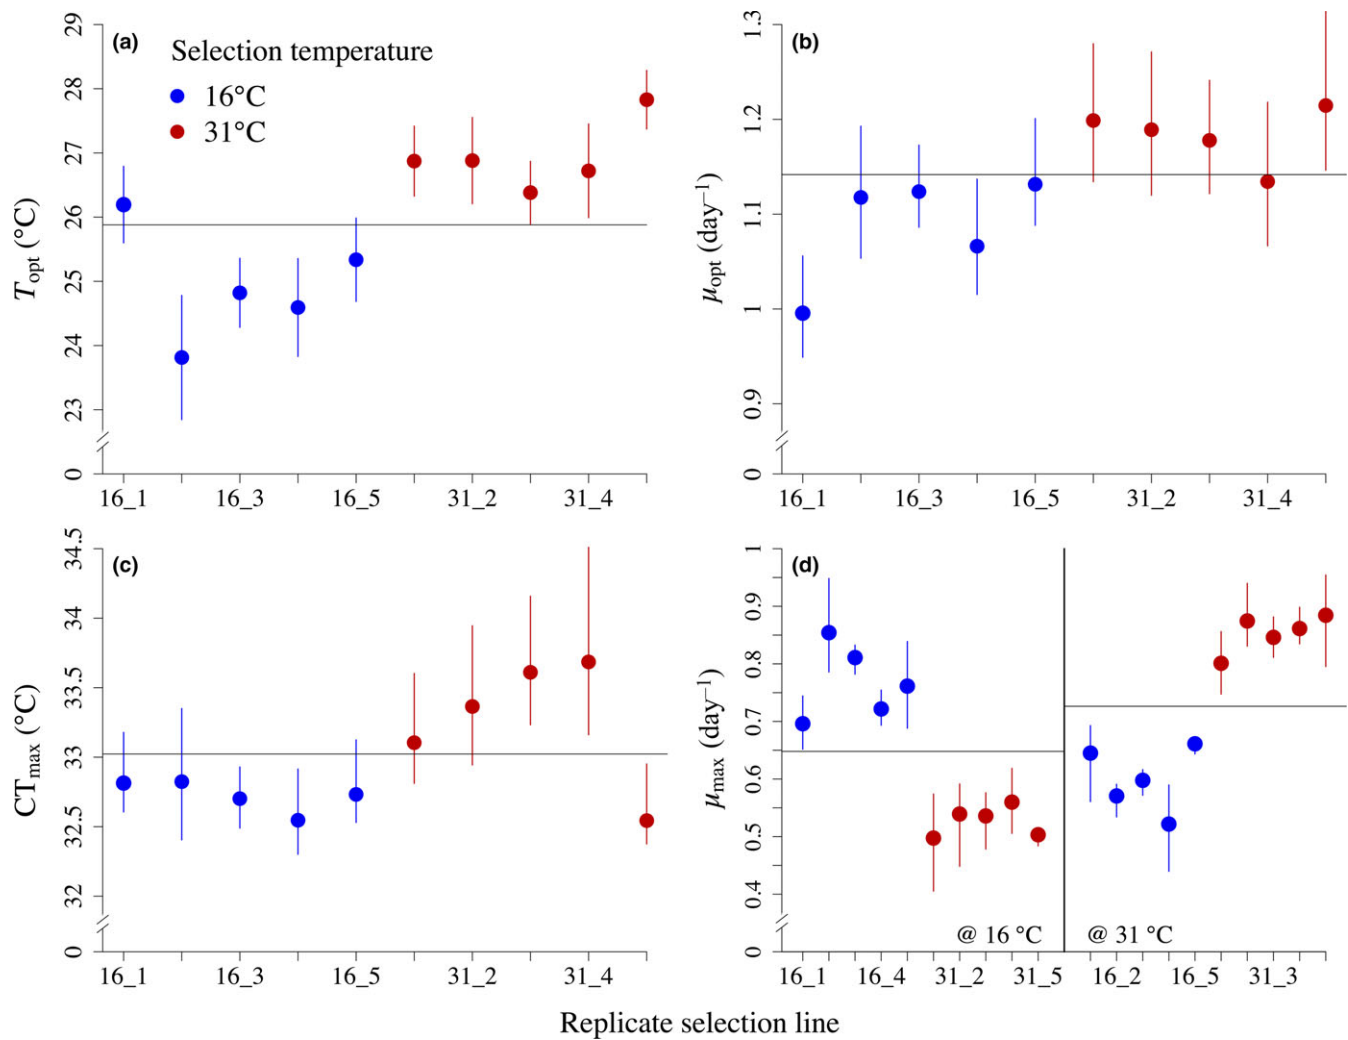 (a) Selection temperature
16°C
31°C
T_opt (°C)
29
28
27
26
25
24
23
0
16_1 16_3 16_5 31_2 31_4
(b)
μ_opt (day⁻¹)
1.3
1.2
1.1
1
0.9
0
16_1 16_3 16_5 31_2 31_4
(c)
CT_max (°C)
34.5
34
33.5
33
32.5
32
0
16_1 16_3 16_5 31_2 31_4
(d)
μ_max (day⁻¹)
1
0.9
0.8
0.7
0.6
0.5
0.4
0
@ 16 °C @ 31 °C
16_1 16_4 31_2 31_5 16_2 16_5 31_3
Replicate selection line